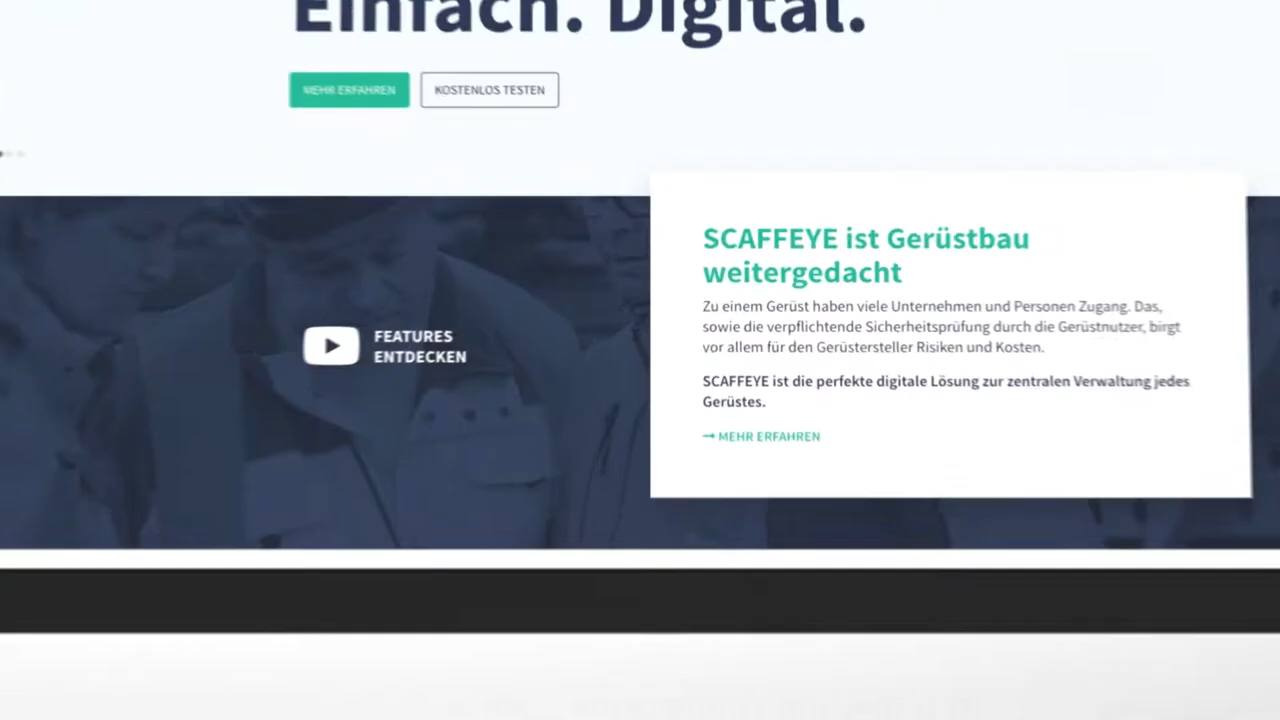 Einfach. Digital.
MEHR ERFAHREN
KOSTENLOS TESTEN
SCAFFEYE ist Gerüstbau
weitergedacht
Zu einem Gerüst haben viele Unternehmen und Personen Zugang. Das,
sowie die verpflichtende Sicherheitsprüfung durch die Gerüstnutzer, birgt
vor allem für den Gerüstersteller Risiken und Kosten.
SCAFFEYE ist die perfekte digitale Lösung zur zentralen Verwaltung jedes
Gerüstes.
→ MEHR ERFAHREN
FEATURES
ENTDECKEN